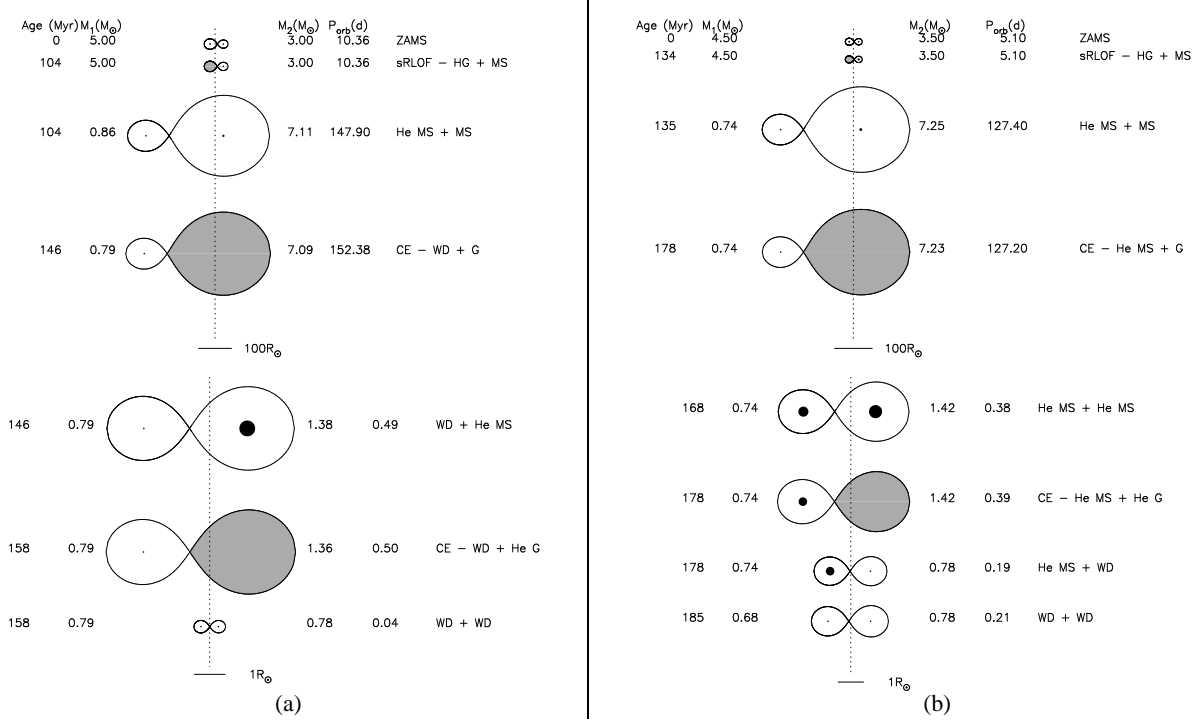 Age (Myr) M₁(M⊙) M₂(M⊙) P_orb(d)
0 5.00 3.00 10.36 ZAMS
104 5.00 3.00 10.36 sRLOF – HG + MS
104 0.86 7.11 147.90 He MS + MS
146 0.79 7.09 152.38 CE – WD + G
100R⊙
146 0.79 1.38 0.49 WD + He MS
158 0.79 1.36 0.50 CE – WD + He G
158 0.79 0.78 0.04 WD + WD
1R⊙
(a)
Age (Myr) M₁(M⊙) M₂(M⊙) P_orb(d)
0 4.50 3.50 5.10 ZAMS
134 4.50 3.50 5.10 sRLOF – HG + MS
135 0.74 7.25 127.40 He MS + MS
178 0.74 7.23 127.20 CE – He MS + G
100R⊙
168 0.74 1.42 0.38 He MS + He MS
178 0.74 1.42 0.39 CE – He MS + He G
178 0.74 0.78 0.19 He MS + WD
185 0.68 0.78 0.21 WD + WD
1R⊙
(b)